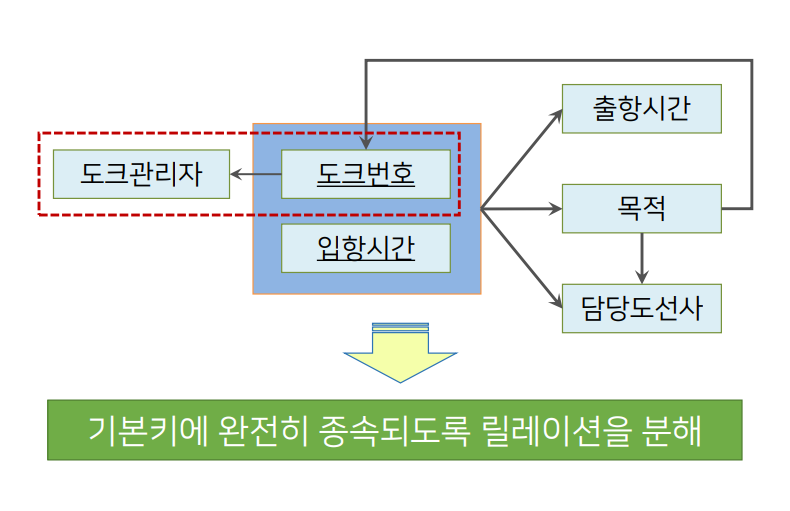 출항시간
도크관리자
도크번호
목적
입항시간
담당도선사
기본키에 완전히 종속되도록 릴레이션을 분해